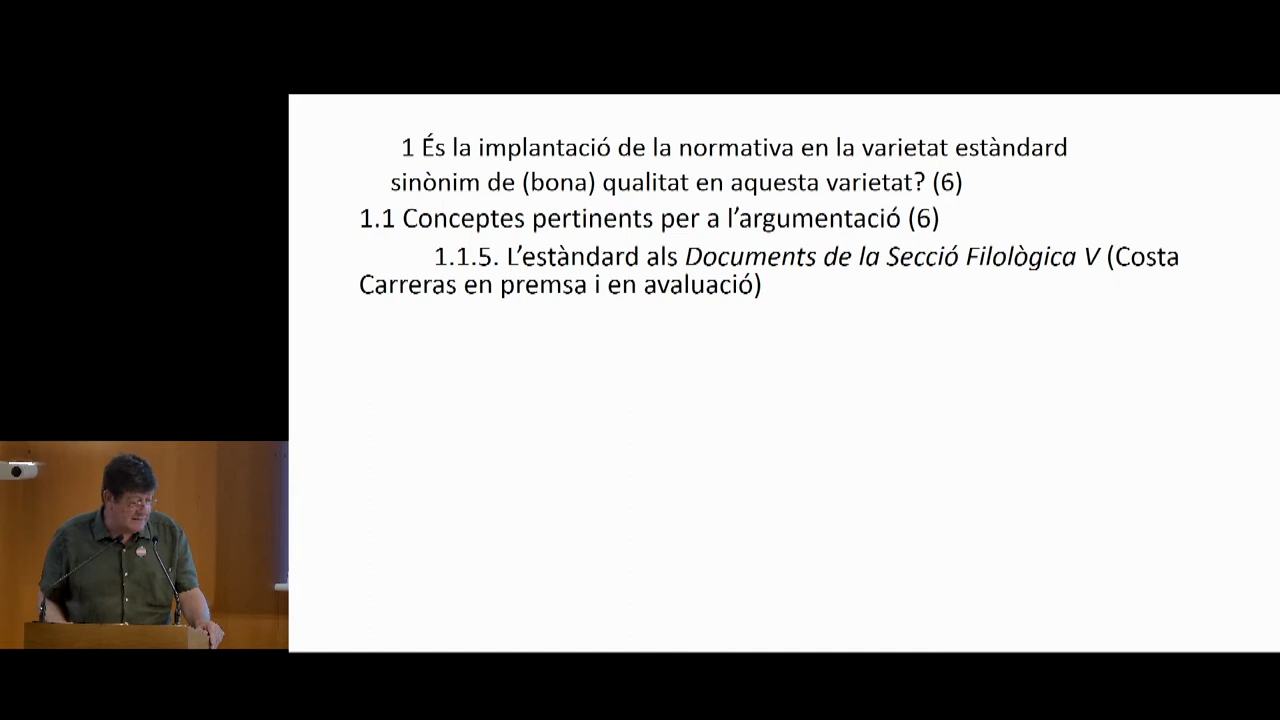 1 És la implantació de la normativa en la varietat estàndard
sinònim de (bona) qualitat en aquesta varietat? (6)
1.1 Conceptes pertinents per a l’argumentació (6)
1.1.5. L’estàndard als Documents de la Secció Filològica V (Costa
Carreras en premsa i en avaluació)